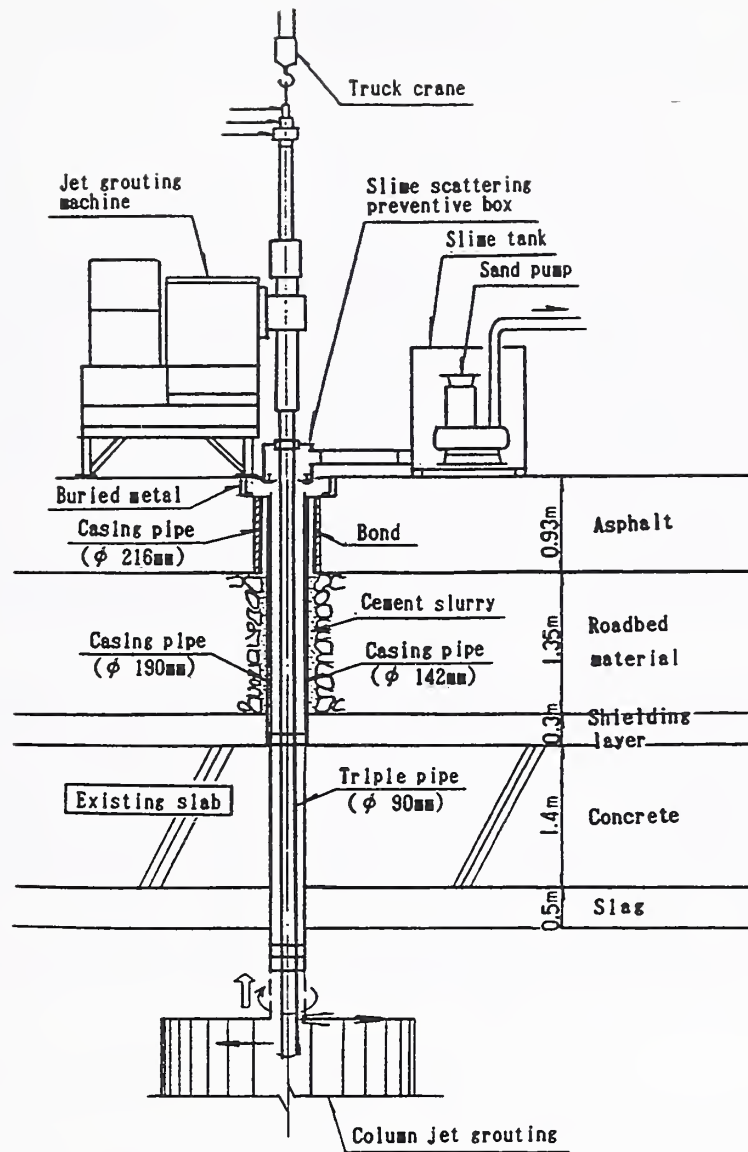 Truck crane
Jet grouting
machine
Slime scattering
preventive box
Slime tank
Sand pump
Buried metal
Casing pipe
(φ 216mm)
Bond
0.93m
Asphalt
Cement slurry
Casing pipe
(φ 190mm)
Casing pipe
(φ 142mm)
1.35m
Roadbed
material
0.3m
Shielding
layer
Existing slab
Triple pipe
(φ 90mm)
1.4m
Concrete
0.5m
Slag
Column jet grouting